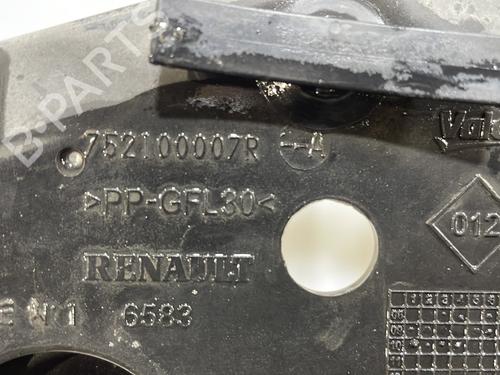 B-PARTS
752100007R -A
>PP-GFL30<
RENAULT
012
6583